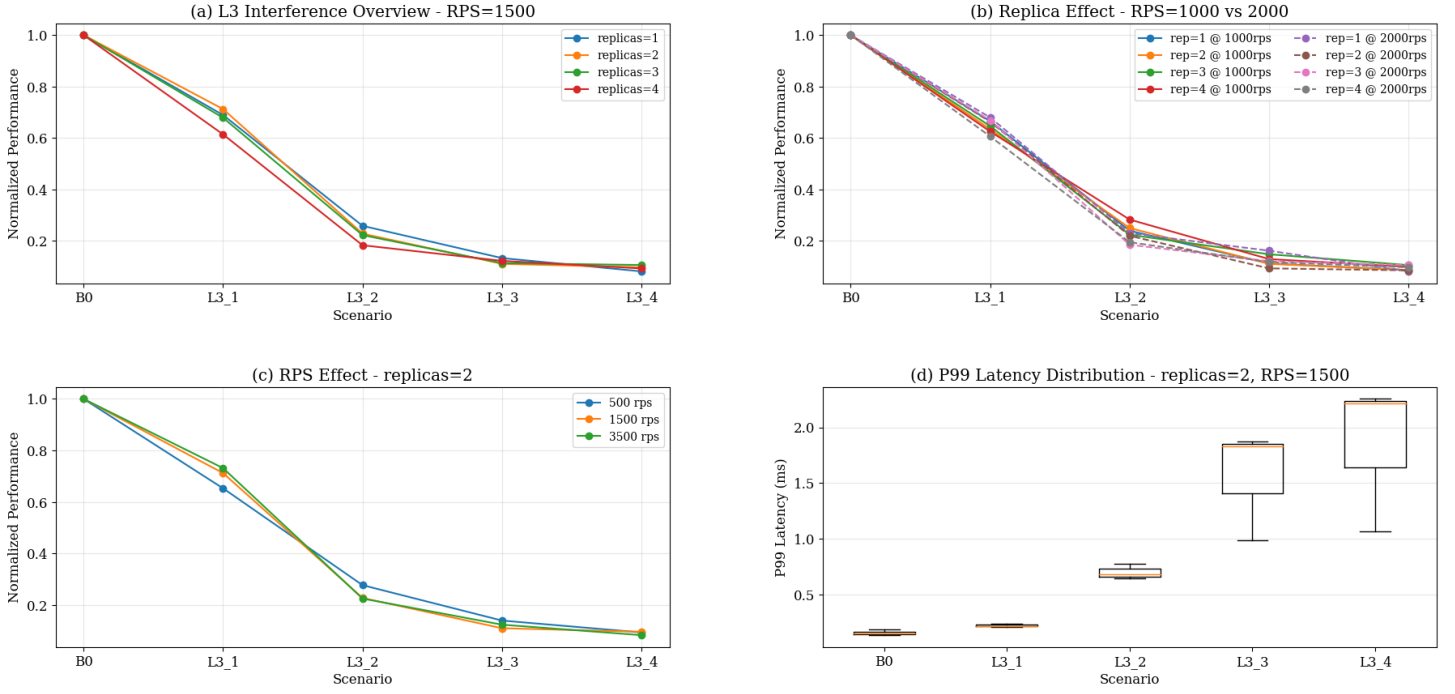 (a) L3 Interference Overview - RPS=1500
Normalized Performance
1.0
0.8
0.6
0.4
0.2
replicas=1
replicas=2
replicas=3
replicas=4
B0 L3_1 L3_2 L3_3 L3_4
Scenario
(b) Replica Effect - RPS=1000 vs 2000
Normalized Performance
1.0
0.8
0.6
0.4
0.2
rep=1 @ 1000rps rep=1 @ 2000rps
rep=2 @ 1000rps rep=2 @ 2000rps
rep=3 @ 1000rps rep=3 @ 2000rps
rep=4 @ 1000rps rep=4 @ 2000rps
B0 L3_1 L3_2 L3_3 L3_4
Scenario
(c) RPS Effect - replicas=2
Normalized Performance
1.0
0.8
0.6
0.4
0.2
500 rps
1500 rps
3500 rps
B0 L3_1 L3_2 L3_3 L3_4
Scenario
(d) P99 Latency Distribution - replicas=2, RPS=1500
P99 Latency (ms)
2.0
1.5
1.0
0.5
B0 L3_1 L3_2 L3_3 L3_4
Scenario